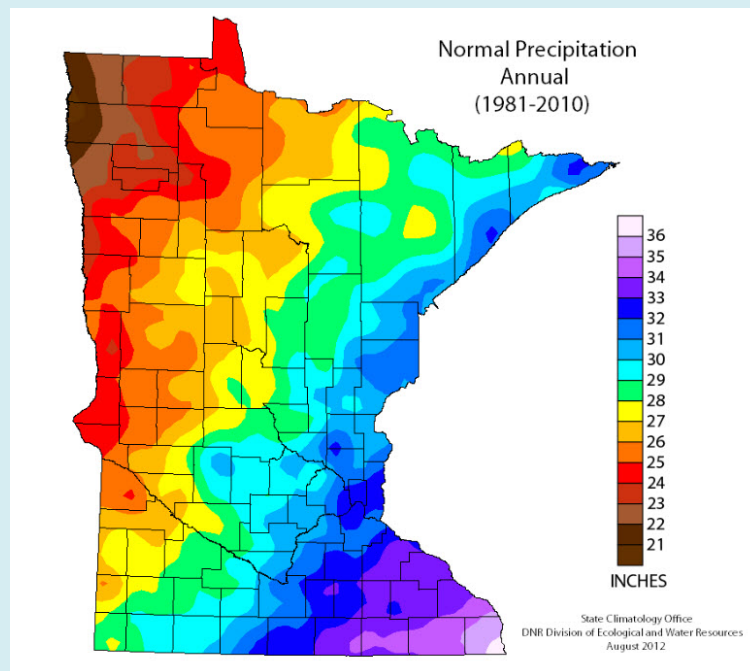 Normal Precipitation
Annual
(1981-2010)
36
35
34
33
32
31
30
29
28
27
26
25
24
23
22
21
INCHES
State Climatology Office
DNR Division of Ecological and Water Resources
August 2012